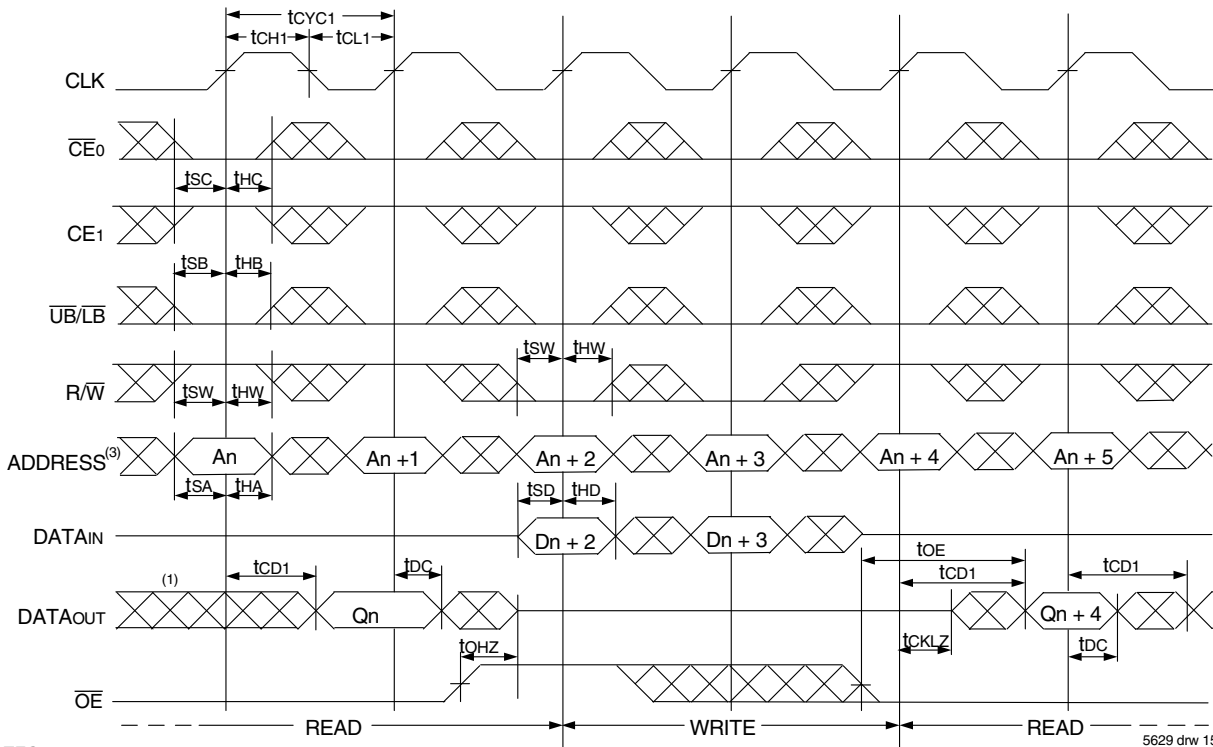 tCYC1
tCH1 tCL1
CLK
CE0
tSC tHC
CE1
tSB tHB
UB/LB
tSW tHW
R/W
tSW tHW
ADDRESS(3) An An +1 An + 2 An + 3 An + 4 An + 5
tSA tHA tSD tHD
DATAIN Dn + 2 Dn + 3
tOE
tCD1 tDC tCD1 tCD1
(1)
DATAOUT Qn Qn + 4
tCKLZ tDC
tOHZ
OE
READ WRITE READ
5629 drw 15